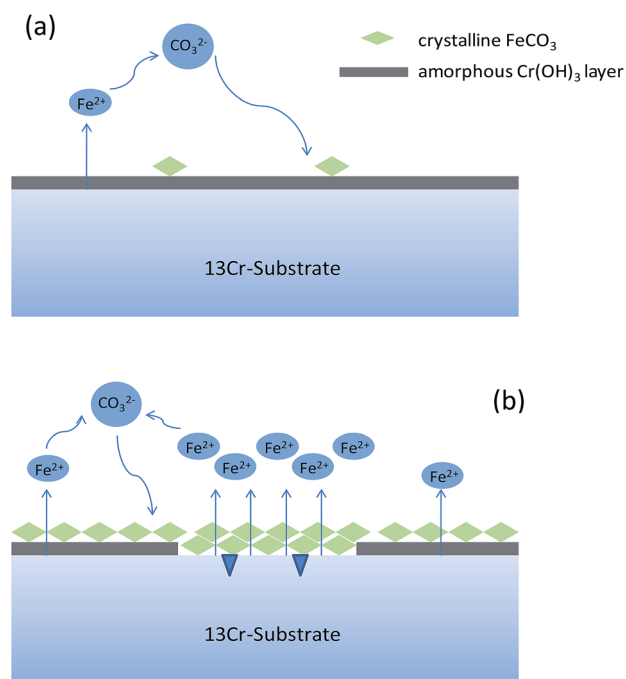 (a)
CO₃²⁻
crystalline FeCO₃
amorphous Cr(OH)₃ layer
Fe²⁺
13Cr-Substrate
(b)
CO₃²⁻
Fe²⁺
Fe²⁺
Fe²⁺
Fe²⁺
Fe²⁺
Fe²⁺
Fe²⁺
13Cr-Substrate